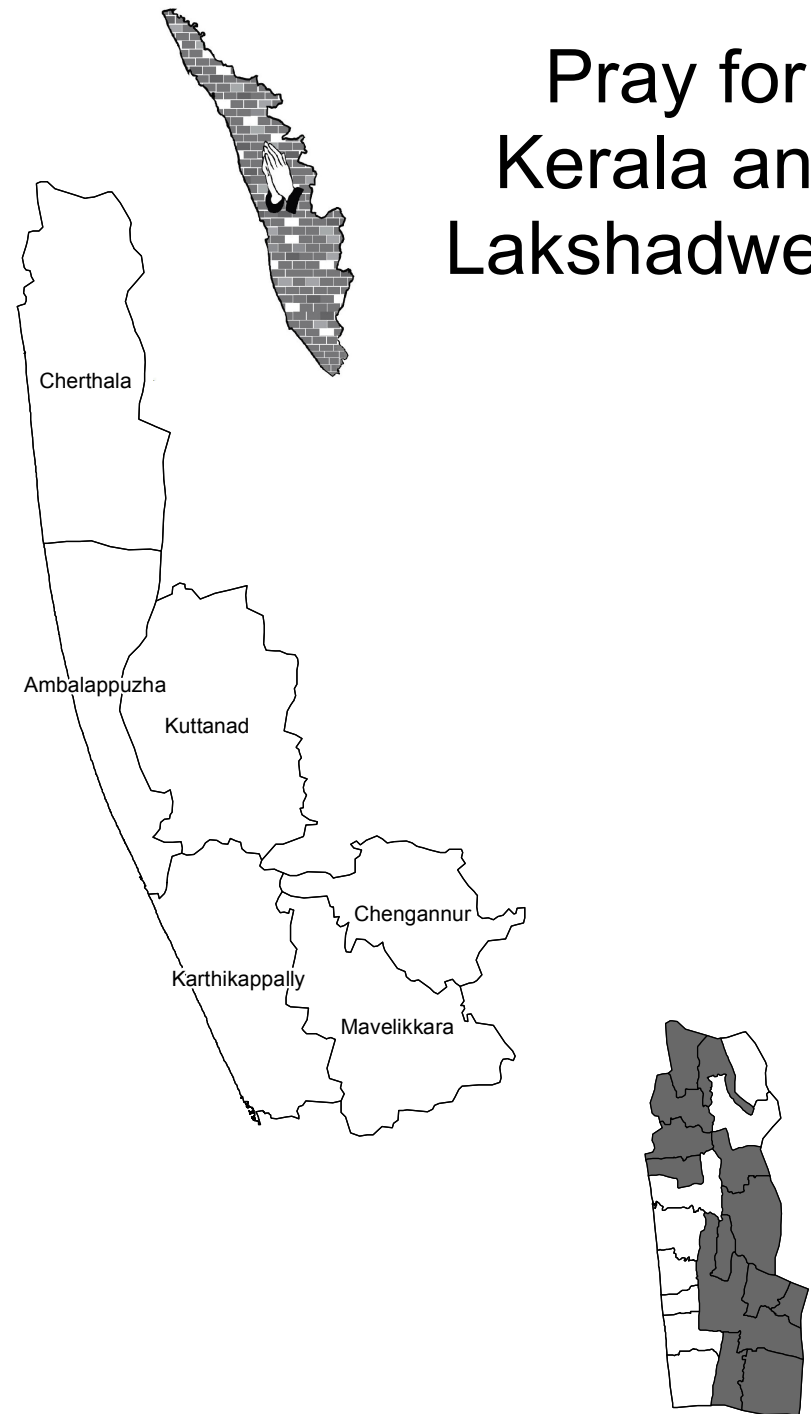 Pray for
Kerala an
Lakshadwe
Cherthala
Ambalappuzha
Kuttanad
Chengannur
Karthikappally
Mavelikkara